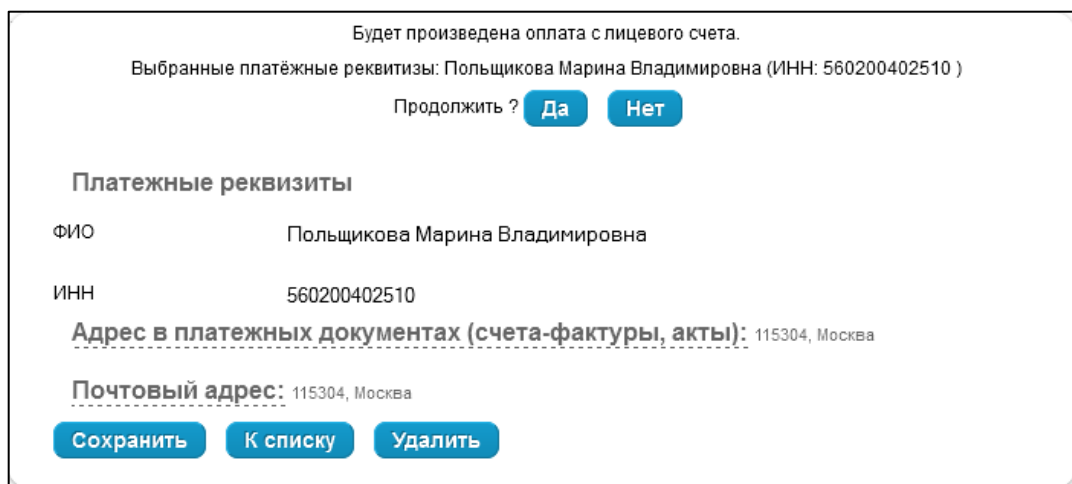 Будет произведена оплата с лицевого счета.
Выбранные платёжные реквитизы: Польщикова Марина Владимировна (ИНН: 560200402510 )
Продолжить ? Да Нет
Платежные реквизиты
ФИО Польщикова Марина Владимировна
ИНН 560200402510
Адрес в платежных документах (счета-фактуры, акты): 115304, Москва
Почтовый адрес: 115304, Москва
Сохранить К списку Удалить